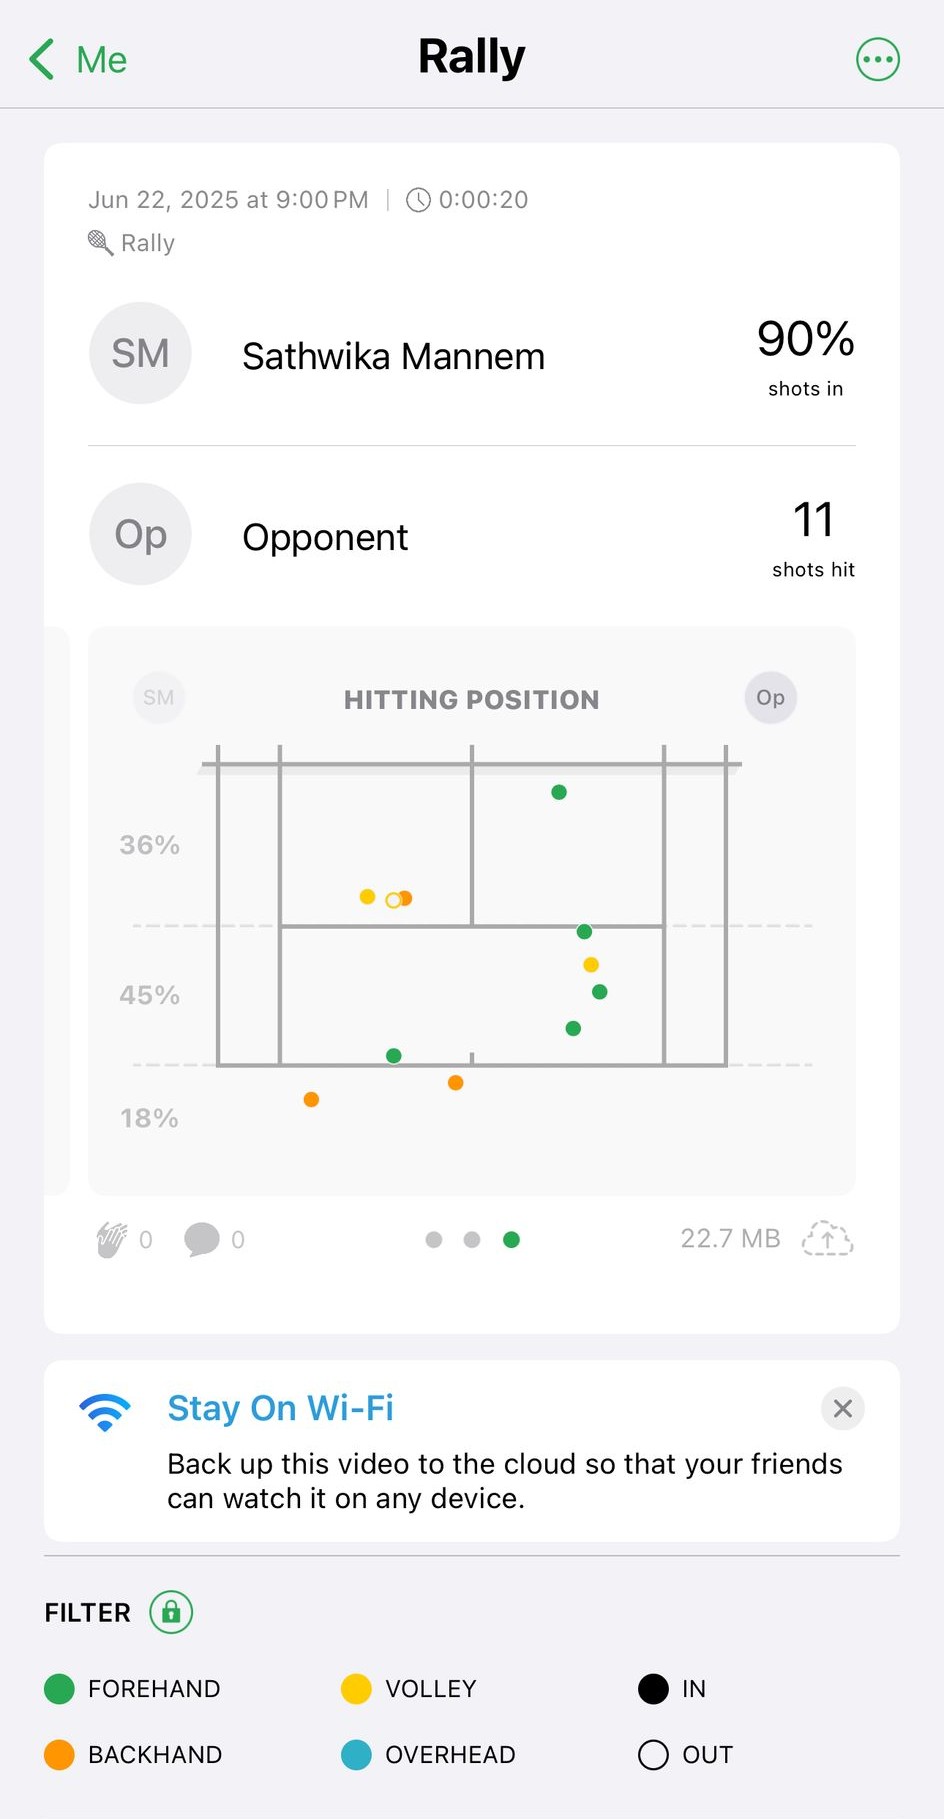 Me
Rally
Jun 22, 2025 at 9:00 PM | 0:00:20
Rally
SM
Sathwika Mannem
90%
shots in
Op
Opponent
11
shots hit
SM
HITTING POSITION
Op
36%
45%
18%
0
0
22.7 MB
Stay On Wi-Fi
Back up this video to the cloud so that your friends
can watch it on any device.
FILTER
FOREHAND
VOLLEY
IN
BACKHAND
OVERHEAD
OUT